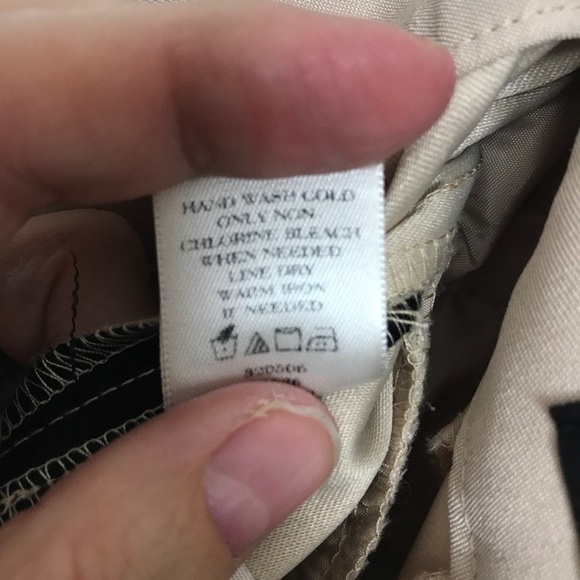 HAND WASH COLD
ONLY NON
CHLORINE BLEACH
WHEN NEEDED
LINE DRY
WARM IRON
IF NEEDED